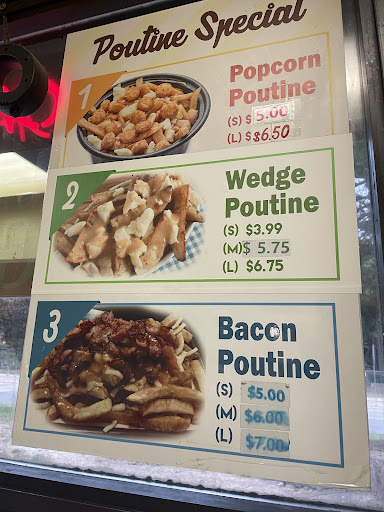 Poutine Special
1
Popcorn
Poutine
(S) $ 5.00
(L) $ $6.50
2
Wedge
Poutine
(S) $3.99
(M) $ 5.75
(L) $6.75
3
Bacon
Poutine
(S) $5.00
(M) $6.00
(L) $7.00